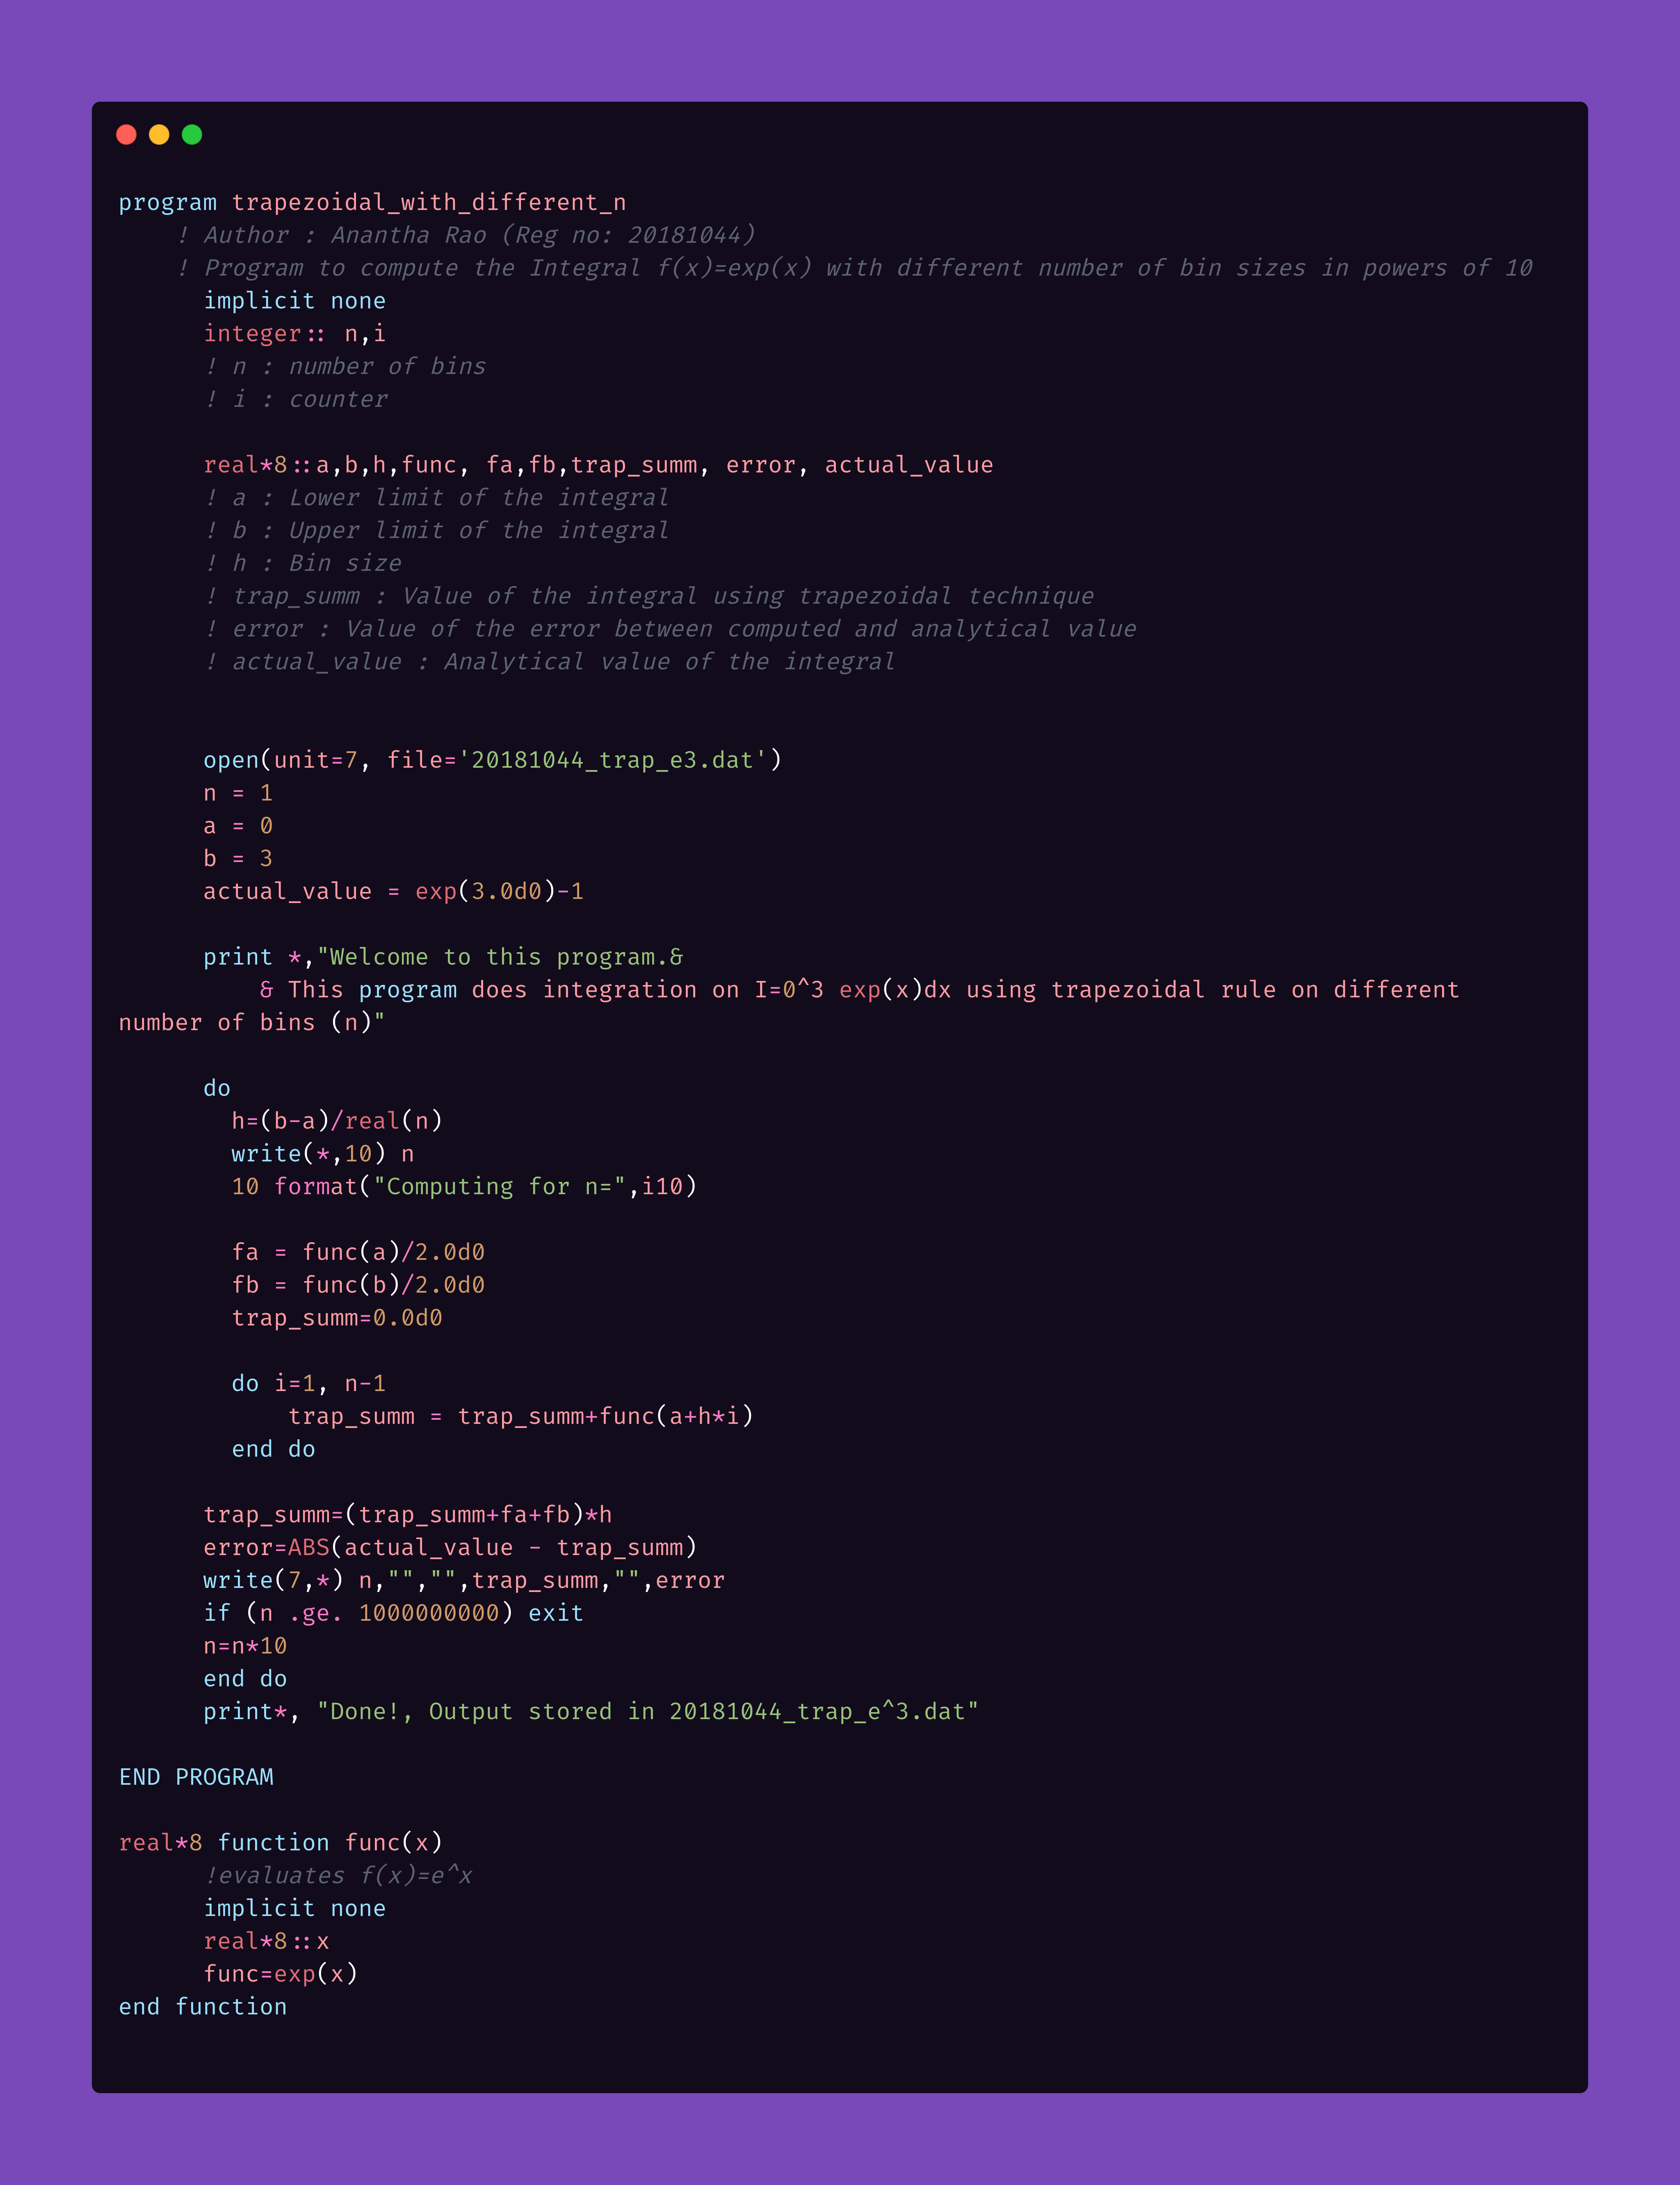 program trapezoidal_with_different_n
! Author : Anantha Rao (Reg no: 20181044)
! Program to compute the Integral f(x)=exp(x) with different number of bin sizes in powers of 10
implicit none
integer:: n,i
! n : number of bins
! i : counter
real*8::a,b,h,func, fa,fb,trap_summ, error, actual_value
! a : Lower limit of the integral
! b : Upper limit of the integral
! h : Bin size
! trap_summ : Value of the integral using trapezoidal technique
! error : Value of the error between computed and analytical value
! actual_value : Analytical value of the integral
open(unit=7, file='20181044_trap_e3.dat')
n = 1
a = 0
b = 3
actual_value = exp(3.0d0)-1
print *,"Welcome to this program.&
& This program does integration on I=0^3 exp(x)dx using trapezoidal rule on different
number of bins (n)"
do
h=(b-a)/real(n)
write(*,10) n
10 format("Computing for n=",i10)
fa = func(a)/2.0d0
fb = func(b)/2.0d0
trap_summ=0.0d0
do i=1, n-1
trap_summ = trap_summ+func(a+h*i)
end do
trap_summ=(trap_summ+fa+fb)*h
error=ABS(actual_value - trap_summ)
write(7,*) n,"","",trap_summ,"",error
if (n .ge. 1000000000) exit
n=n*10
end do
print*, "Done!, Output stored in 20181044_trap_e^3.dat"
END PROGRAM
real*8 function func(x)
!evaluates f(x)=e^x
implicit none
real*8::x
func=exp(x)
end function